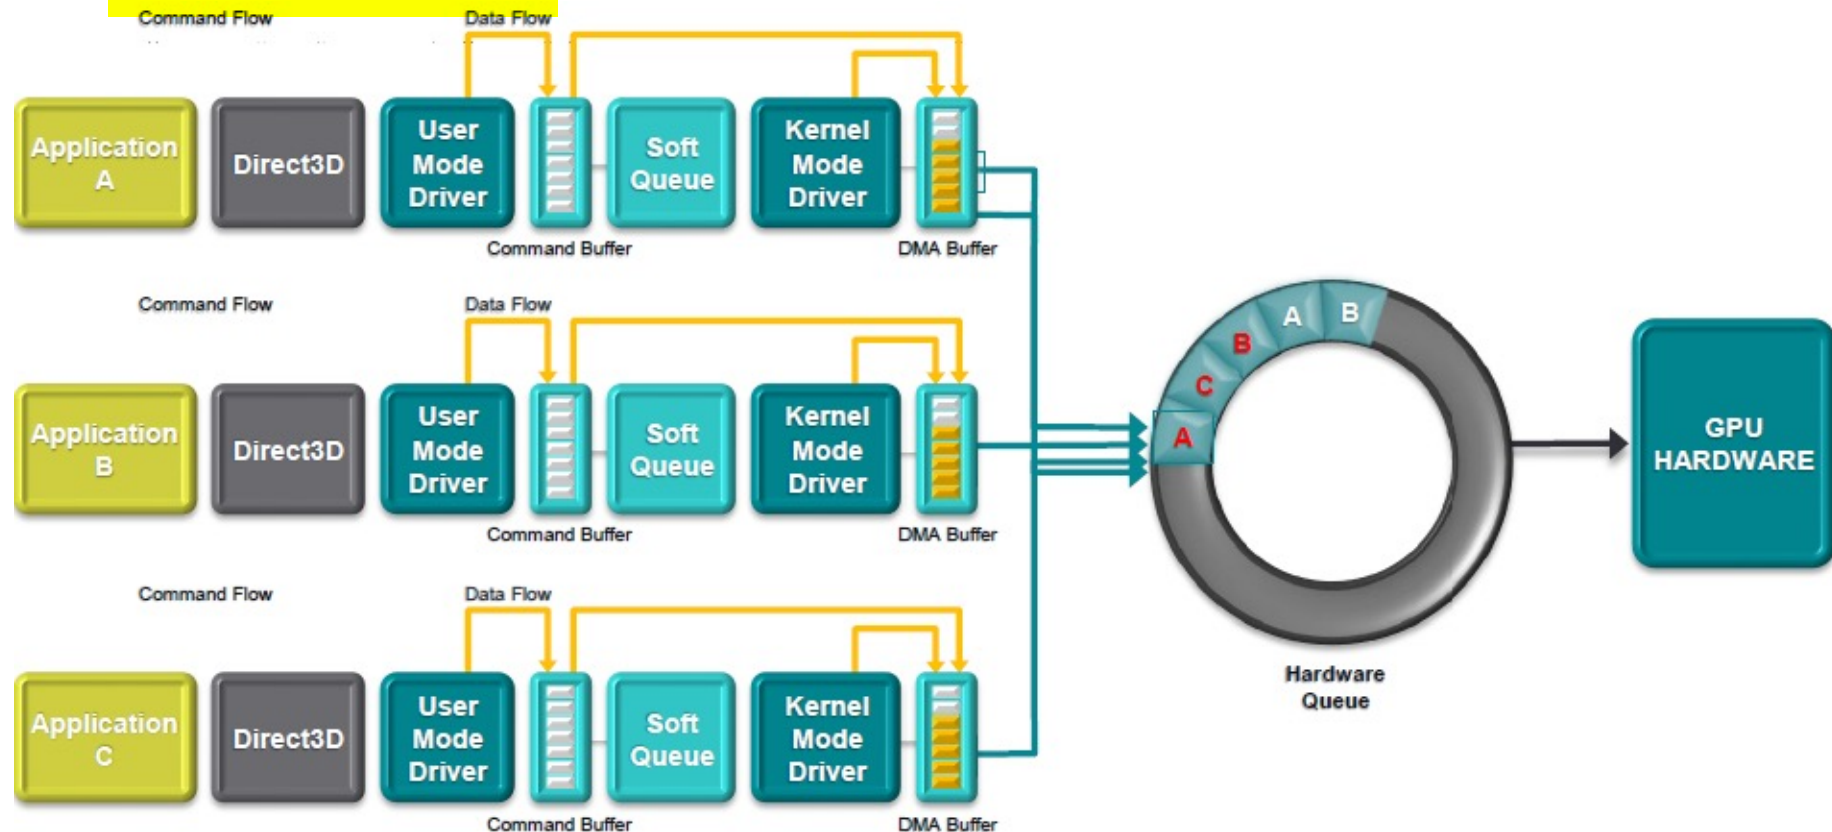 Command Flow
Data Flow
Application
A
Direct3D
User
Mode
Driver
Soft
Queue
Kernel
Mode
Driver
Command Buffer
DMA Buffer
Command Flow
Data Flow
Application
B
Direct3D
User
Mode
Driver
Soft
Queue
Kernel
Mode
Driver
Command Buffer
DMA Buffer
Command Flow
Data Flow
Application
C
Direct3D
User
Mode
Driver
Soft
Queue
Kernel
Mode
Driver
Command Buffer
DMA Buffer
A
C
B
A
B
Hardware
Queue
GPU
HARDWARE